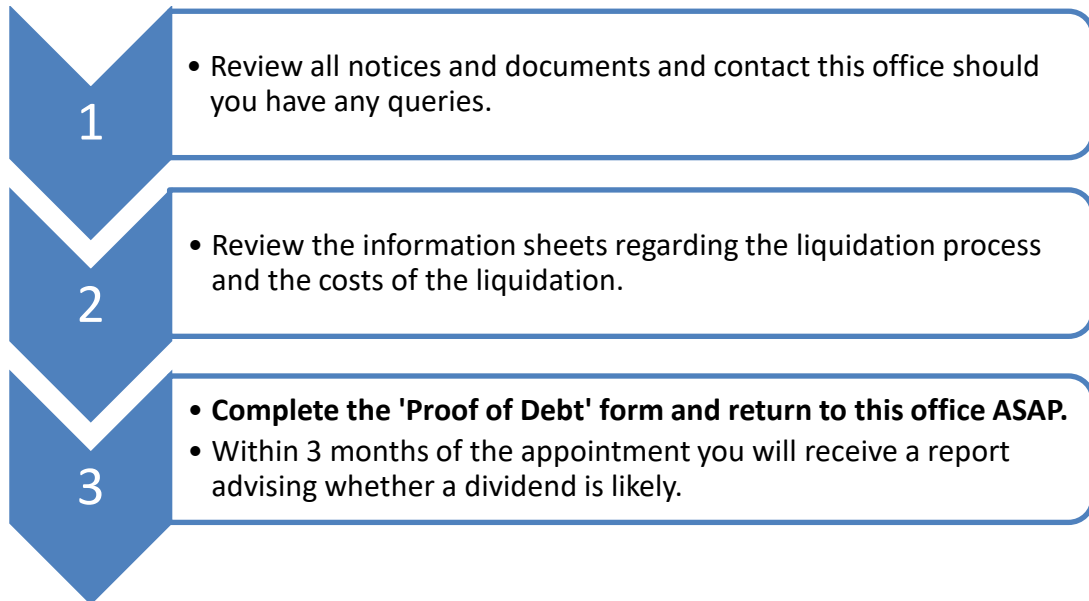 1
• Review all notices and documents and contact this office should
you have any queries.
2
• Review the information sheets regarding the liquidation process
and the costs of the liquidation.
3
• Complete the 'Proof of Debt' form and return to this office ASAP.
• Within 3 months of the appointment you will receive a report
advising whether a dividend is likely.